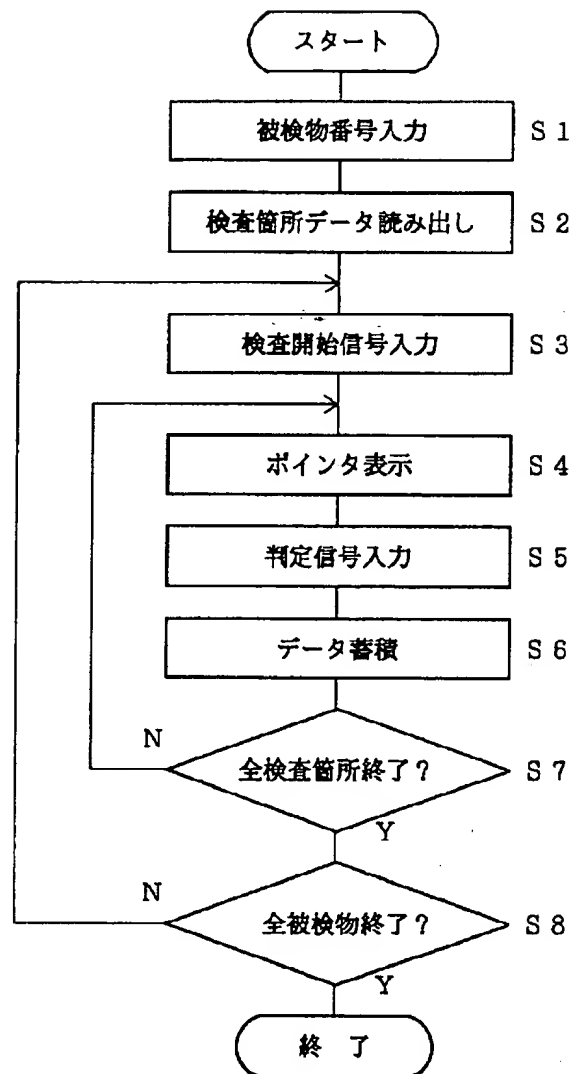 スタート
被検物番号入力 S1
検査箇所データ読み出し S2
検査開始信号入力 S3
ポインタ表示 S4
判定信号入力 S5
データ蓄積 S6
N
全検査箇所終了? S7
Y
N
全被検物終了? S8
Y
終 了